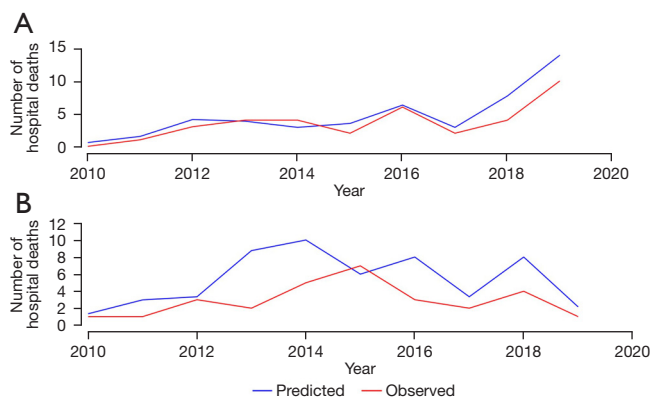 A
Number of
hospital deaths
15
10
5
0
2010 2012 2014 2016 2018 2020
Year
B
Number of
hospital deaths
12
10
8
6
4
2
0
2010 2012 2014 2016 2018 2020
Year
Predicted Observed